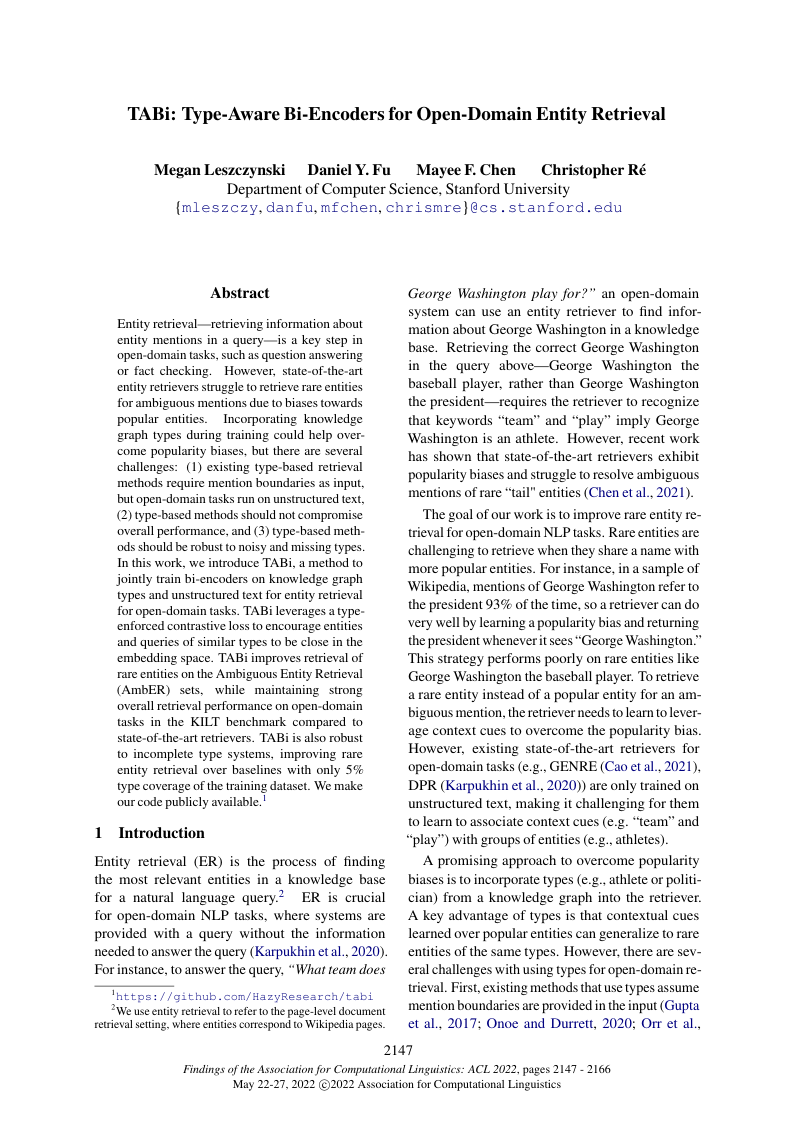 TABi: Type-Aware Bi-Encoders for Open-Domain Entity Retrieval
Megan Leszczynski Daniel Y. Fu Mayee F. Chen Christopher Ré
Department of Computer Science, Stanford University
{mleszczy, danfu, mfchen, chrismre}@cs.stanford.edu
Abstract
Entity retrieval—retrieving information about
entity mentions in a query—is a key step in
open-domain tasks, such as question answering
or fact checking. However, state-of-the-art
entity retrievers struggle to retrieve rare entities
for ambiguous mentions due to biases towards
popular entities. Incorporating knowledge
graph types during training could help over-
come popularity biases, but there are several
challenges: (1) existing type-based retrieval
methods require mention boundaries as input,
but open-domain tasks run on unstructured text,
(2) type-based methods should not compromise
overall performance, and (3) type-based meth-
ods should be robust to noisy and missing types.
In this work, we introduce TABi, a method to
jointly train bi-encoders on knowledge graph
types and unstructured text for entity retrieval
for open-domain tasks. TABi leverages a type-
enforced contrastive loss to encourage entities
and queries of similar types to be close in the
embedding space. TABi improves retrieval of
rare entities on the Ambiguous Entity Retrieval
(AmbER) sets, while maintaining strong
overall retrieval performance on open-domain
tasks in the KILT benchmark compared to
state-of-the-art retrievers. TABi is also robust
to incomplete type systems, improving rare
entity retrieval over baselines with only 5%
type coverage of the training dataset. We make
our code publicly available.1
1 Introduction
Entity retrieval (ER) is the process of finding
the most relevant entities in a knowledge base
for a natural language query.2 ER is crucial
for open-domain NLP tasks, where systems are
provided with a query without the information
needed to answer the query (Karpukhin et al., 2020).
For instance, to answer the query, “What team does
1https://github.com/HazyResearch/tabi
2We use entity retrieval to refer to the page-level document
retrieval setting, where entities correspond to Wikipedia pages.
George Washington play for?” an open-domain
system can use an entity retriever to find infor-
mation about George Washington in a knowledge
base. Retrieving the correct George Washington
in the query above—George Washington the
baseball player, rather than George Washington
the president—requires the retriever to recognize
that keywords “team” and “play” imply George
Washington is an athlete. However, recent work
has shown that state-of-the-art retrievers exhibit
popularity biases and struggle to resolve ambiguous
mentions of rare “tail" entities (Chen et al., 2021).
The goal of our work is to improve rare entity re-
trieval for open-domain NLP tasks. Rare entities are
challenging to retrieve when they share a name with
more popular entities. For instance, in a sample of
Wikipedia, mentions of George Washington refer to
the president 93% of the time, so a retriever can do
very well by learning a popularity bias and returning
the president whenever it sees “George Washington.”
This strategy performs poorly on rare entities like
George Washington the baseball player. To retrieve
a rare entity instead of a popular entity for an am-
biguous mention, the retriever needs to learn to lever-
age context cues to overcome the popularity bias.
However, existing state-of-the-art retrievers for
open-domain tasks (e.g., GENRE (Cao et al., 2021),
DPR (Karpukhin et al., 2020)) are only trained on
unstructured text, making it challenging for them
to learn to associate context cues (e.g. “team” and
“play”) with groups of entities (e.g., athletes).
A promising approach to overcome popularity
biases is to incorporate types (e.g., athlete or politi-
cian) from a knowledge graph into the retriever.
A key advantage of types is that contextual cues
learned over popular entities can generalize to rare
entities of the same types. However, there are sev-
eral challenges with using types for open-domain re-
trieval. First, existing methods that use types assume
mention boundaries are provided in the input (Gupta
et al., 2017; Onoe and Durrett, 2020; Orr et al.,
2147
Findings of the Association for Computational Linguistics: ACL 2022, pages 2147 - 2166
May 22-27, 2022 ©2022 Association for Computational Linguistics